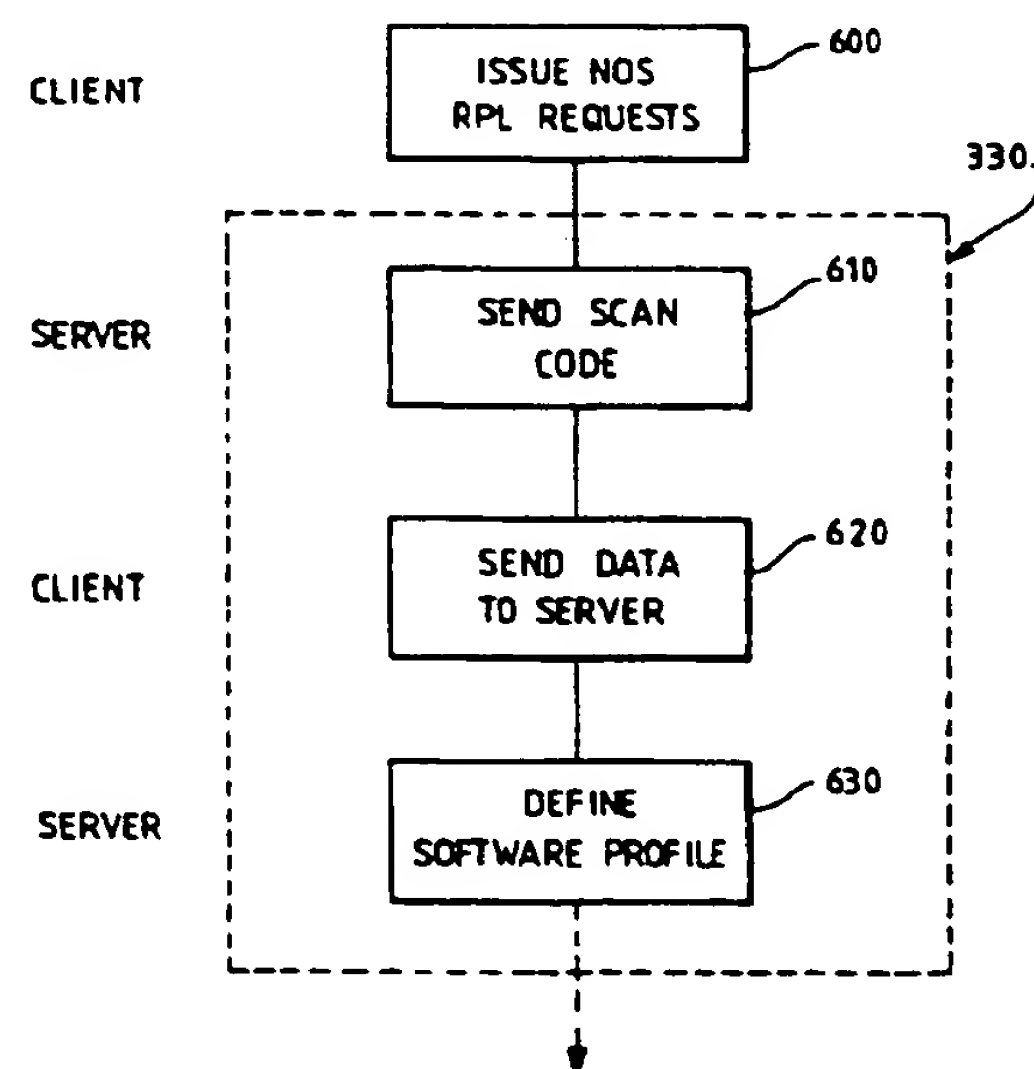 600
CLIENT
ISSUE NOS
RPL REQUESTS
330.
610
SERVER
SEND SCAN
CODE
620
CLIENT
SEND DATA
TO SERVER
630
SERVER
DEFINE
SOFTWARE PROFILE